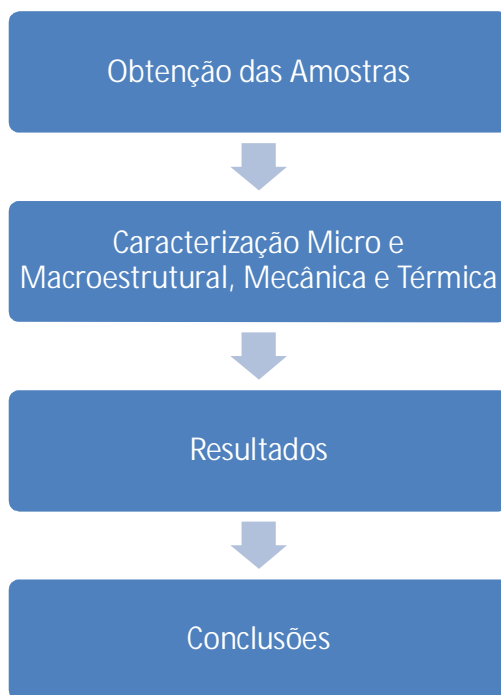 Obtenção das Amostras
Caracterização Micro e
Macroestrutural, Mecânica e Térmica
Resultados
Conclusões